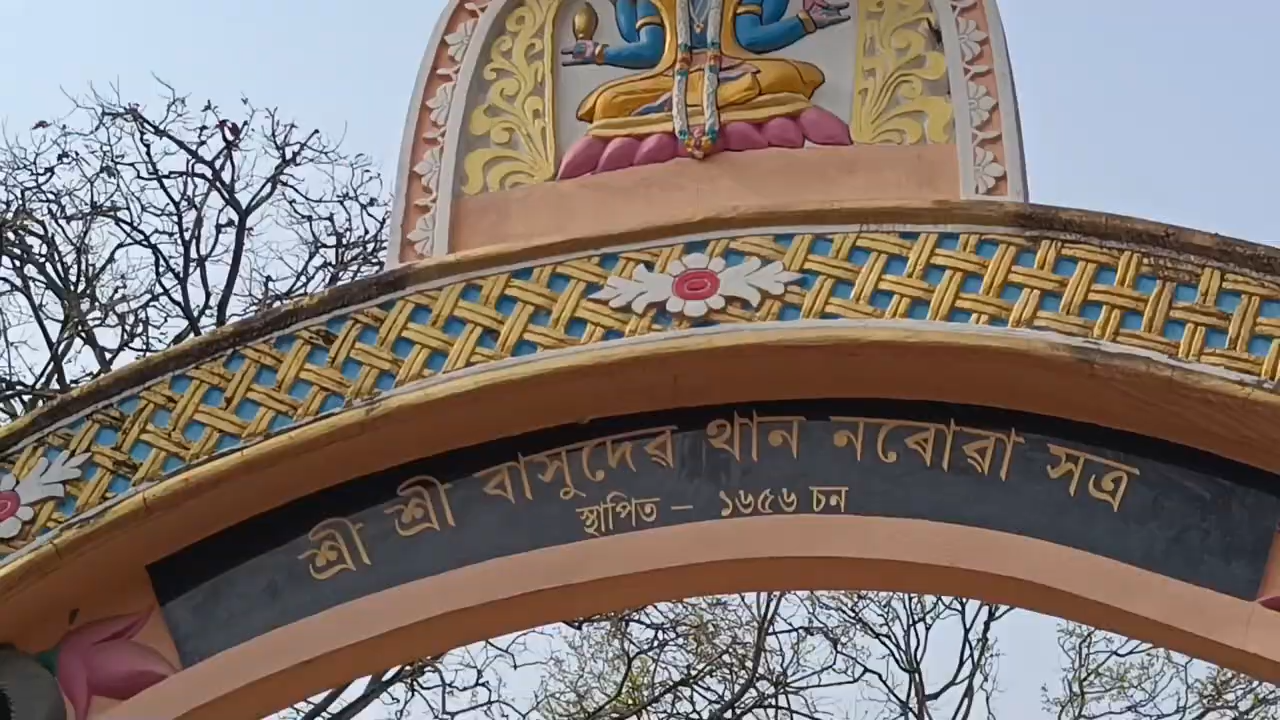 শ্ৰী শ্ৰী বাসুদেৱ থান নৰোৱা সত্ৰ
স্থাপিত – ১৬৫৬ চন